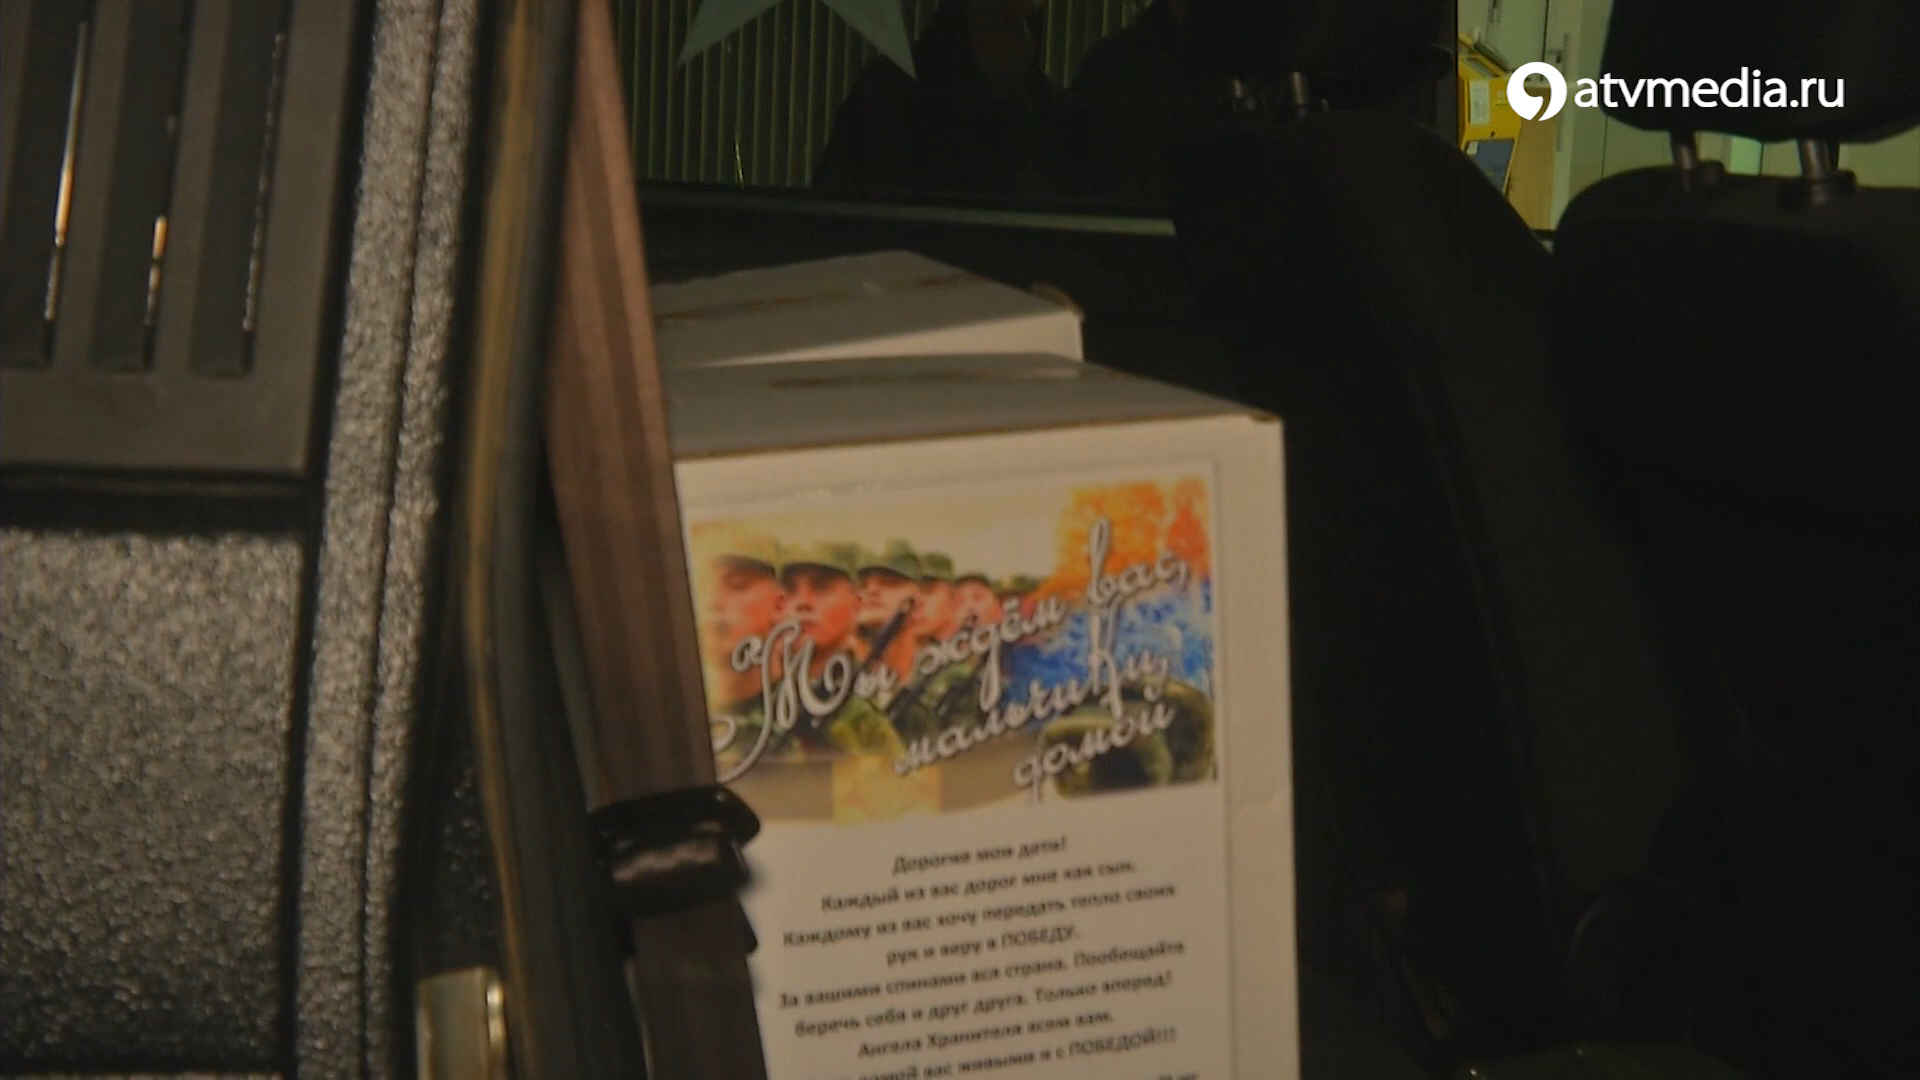 atvmedia.ru
Мы ждём вас,
мальчики,
домой
Дорогие мои дети!
Каждый из вас дорог мне как сын.
Каждому из вас хочу передать тепло своих
рук и веру в ПОБЕДУ.
За вашими спинами вся страна. Пообещайте
беречь себя и друг друга. Только вперед!
Ангела Хранителя всем вам.
домой вас живыми и с ПОБЕДОЙ!!!